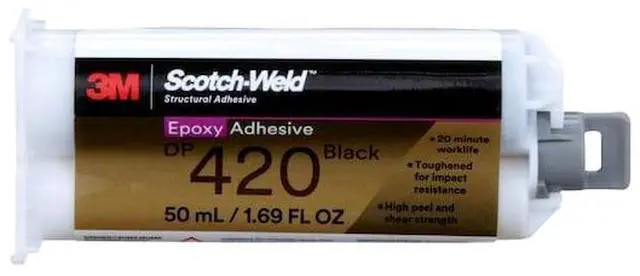 3M Scotch-Weld™
Structural Adhesive
Epoxy Adhesive
DP 420 Black
50 mL / 1.69 FL OZ
• 20 minute
worklife
• Toughened
for impact
resistance
• High peel and
shear strength